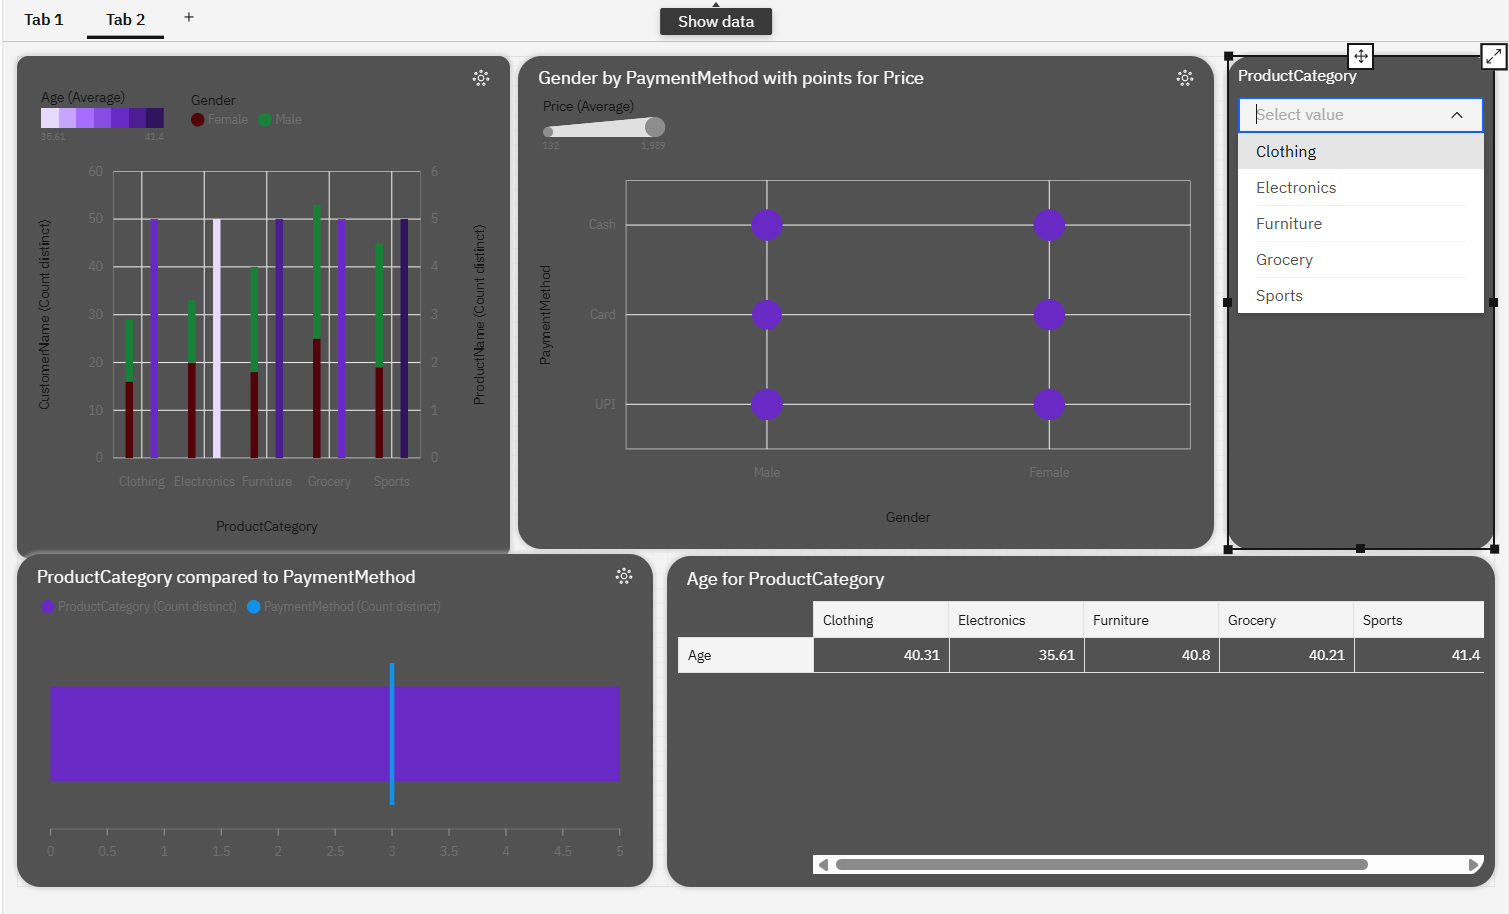 Tab 1
Tab 2
+
Show data
Age (Average)
25.61
41.4
Gender
Female
Male
60
50
40
30
20
10
0
6
5
4
3
2
1
0
CustomerName (Count distinct)
ProductName (Count distinct)
Clothing
Electronics
Furniture
Grocery
Sports
ProductCategory
Gender by PaymentMethod with points for Price
Price (Average)
132
1,989
Cash
Card
UPI
PaymentMethod
Male
Female
Gender
ProductCategory
Select value
Clothing
Electronics
Furniture
Grocery
Sports
ProductCategory compared to PaymentMethod
ProductCategory (Count distinct)
PaymentMethod (Count distinct)
0
0.5
1
1.5
2
2.5
3
3.5
4
4.5
5
Age for ProductCategory
Clothing
Electronics
Furniture
Grocery
Sports
Age
40.31
35.61
40.8
40.21
41.4